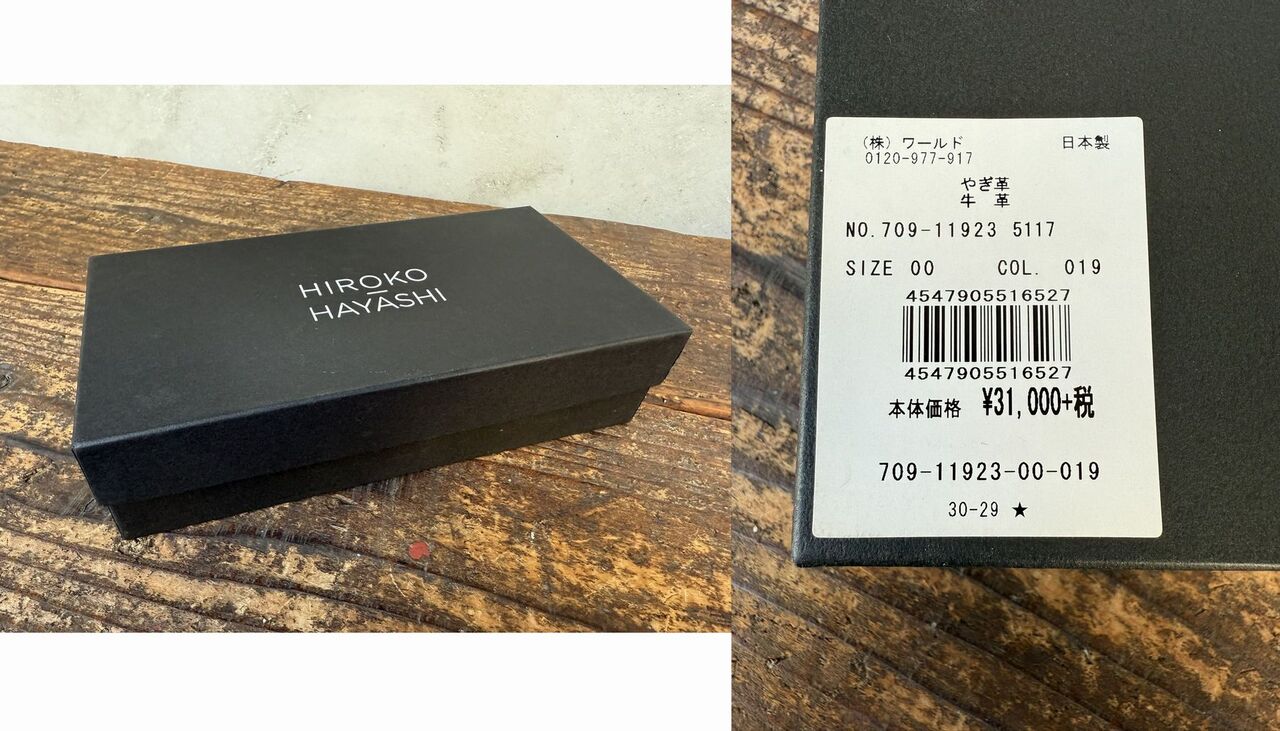 HIROKO
HAYASHI
(株) ワールド 日本製
0120-977-917
やぎ革
牛 革
NO.709-11923 5117
SIZE 00 COL. 019
4547905516527
4547905516527
本体価格 ¥31,000+税
709-11923-00-019
30-29 ★